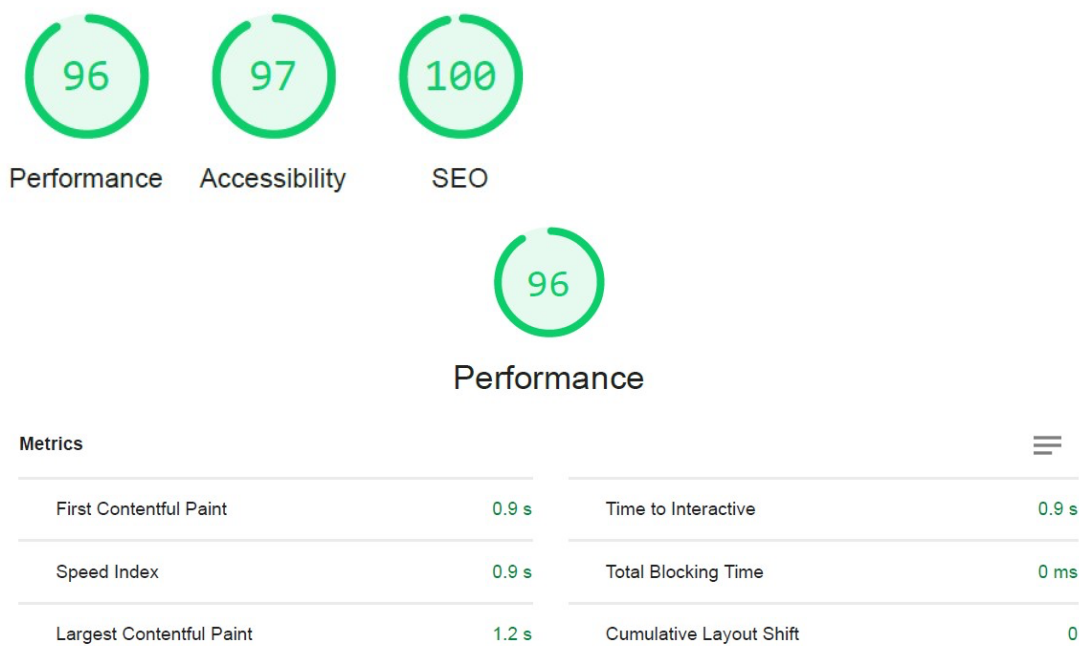 96 97 100
Performance Accessibility SEO
96
Performance
Metrics
First Contentful Paint 0.9 s Time to Interactive 0.9 s
Speed Index 0.9 s Total Blocking Time 0 ms
Largest Contentful Paint 1.2 s Cumulative Layout Shift 0